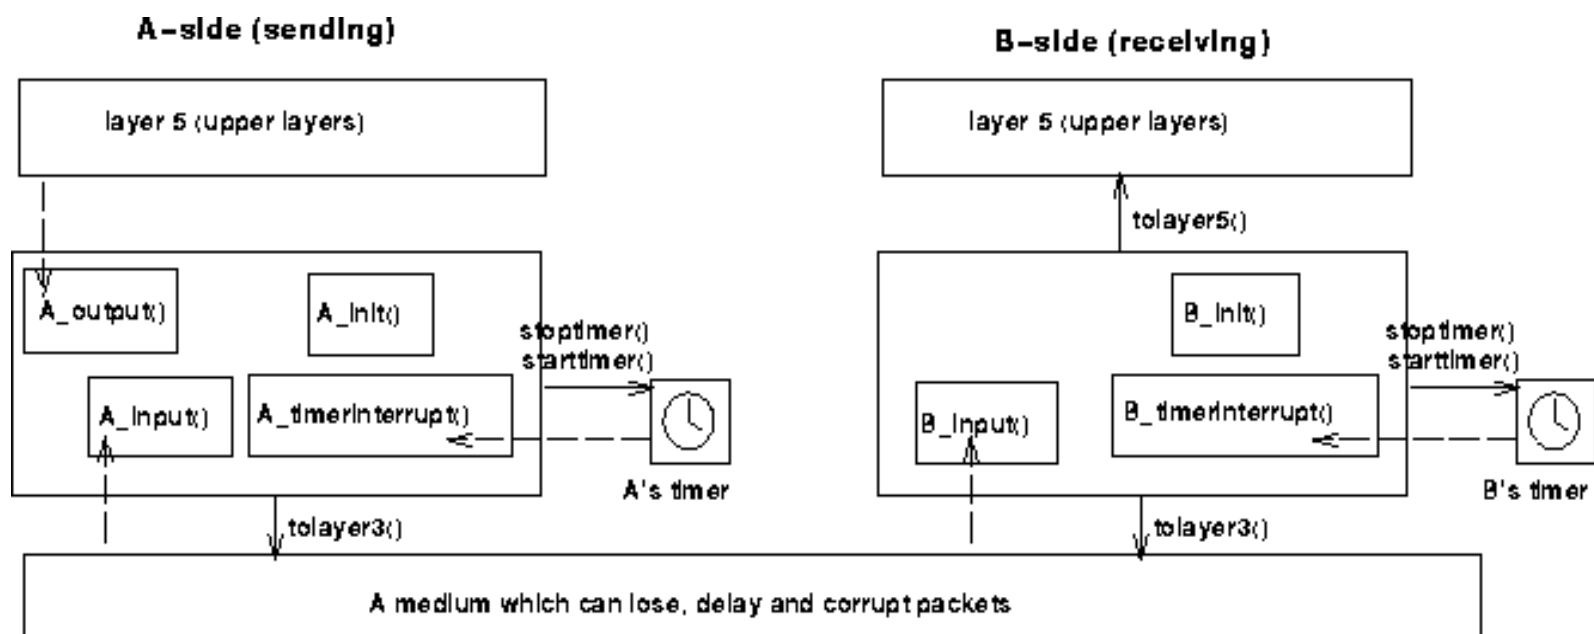 A-side (sending)
B-side (receiving)
layer 5 (upper layers)
layer 5 (upper layers)
tolayer5()
A_output()
A_init()
B_init()
stoptimer()
starttimer()
stoptimer()
starttimer()
A_input()
A_timerinterrupt()
B_input()
B_timerinterrupt()
A's timer
B's timer
tolayer3()
tolayer3()
A medium which can lose, delay and corrupt packets